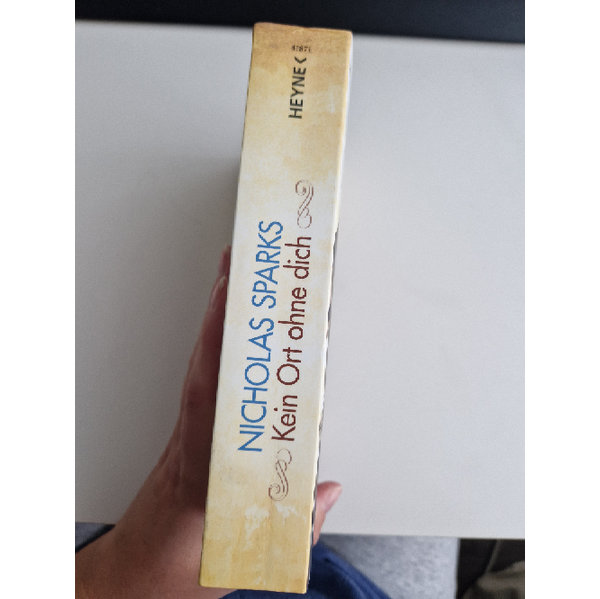 NICHOLAS SPARKS
Kein Ort ohne dich
HEYNE <